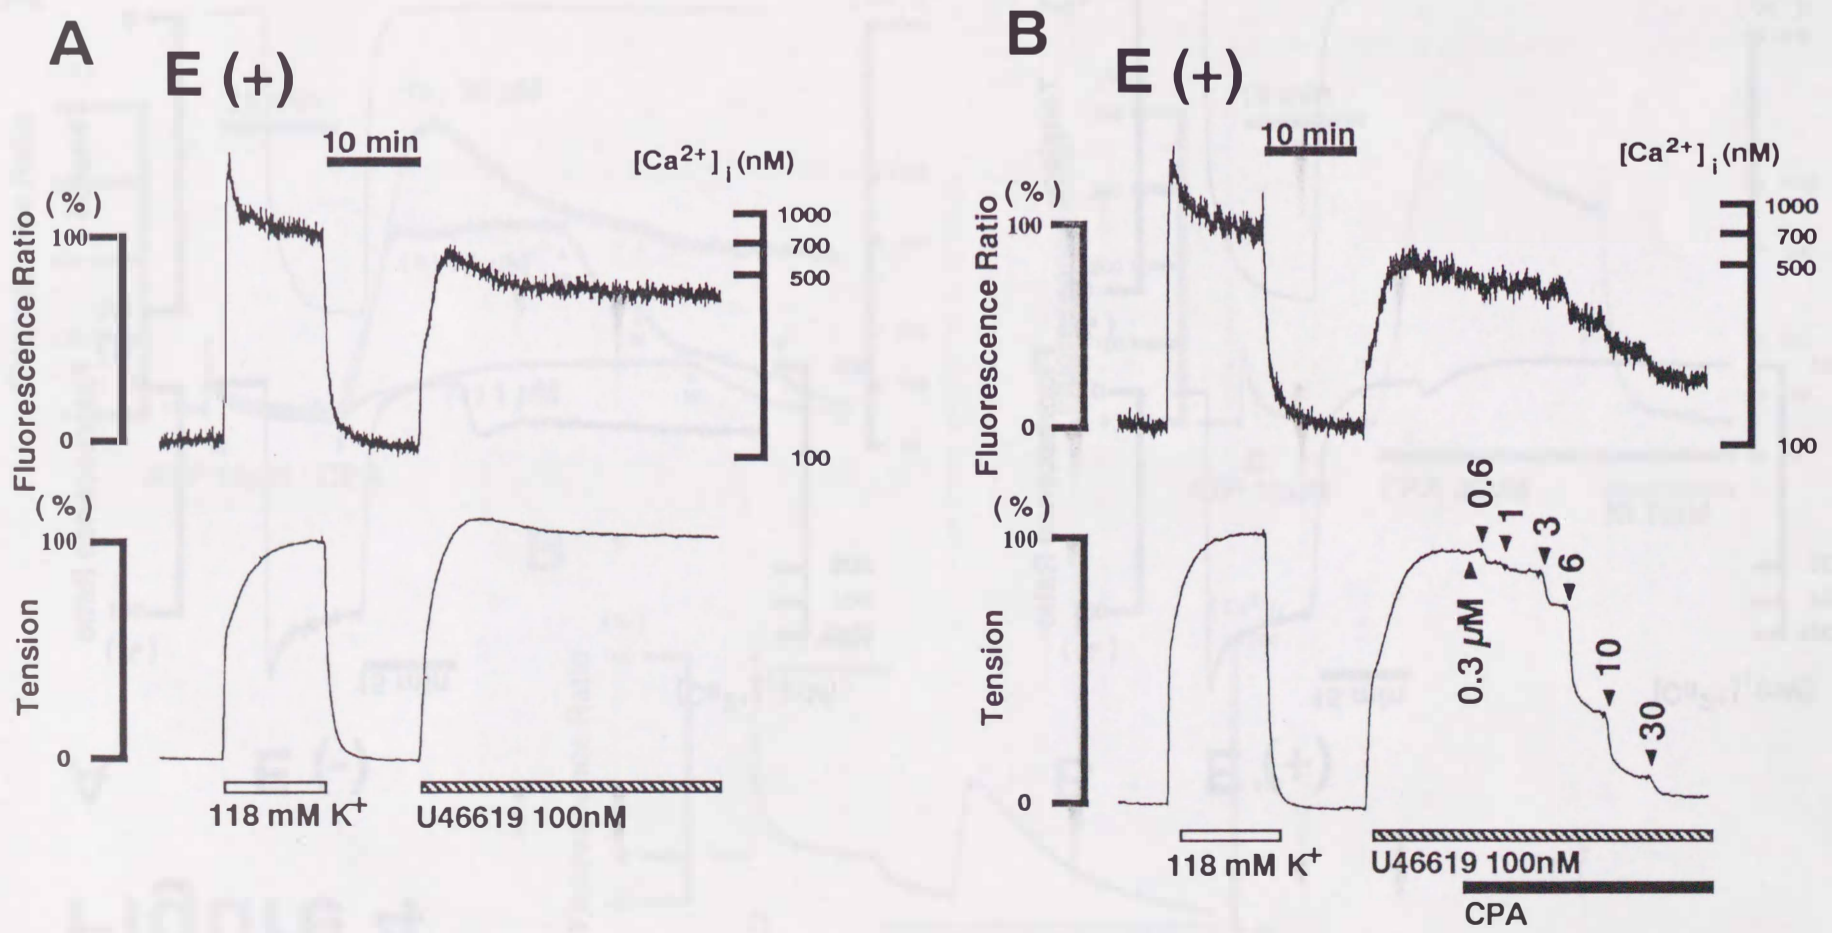 A
E (+)
10 min
[Ca2+]i (nM)
(%)
100
0
Fluorescence Ratio
1000
700
500
100
(%)
100
0
Tension
118 mM K+
U46619 100nM
B
E (+)
10 min
[Ca2+]i (nM)
(%)
100
0
Fluorescence Ratio
1000
700
500
100
(%)
100
0
Tension
0.3 µM
0.6
1
3
6
10
30
118 mM K+
U46619 100nM
CPA